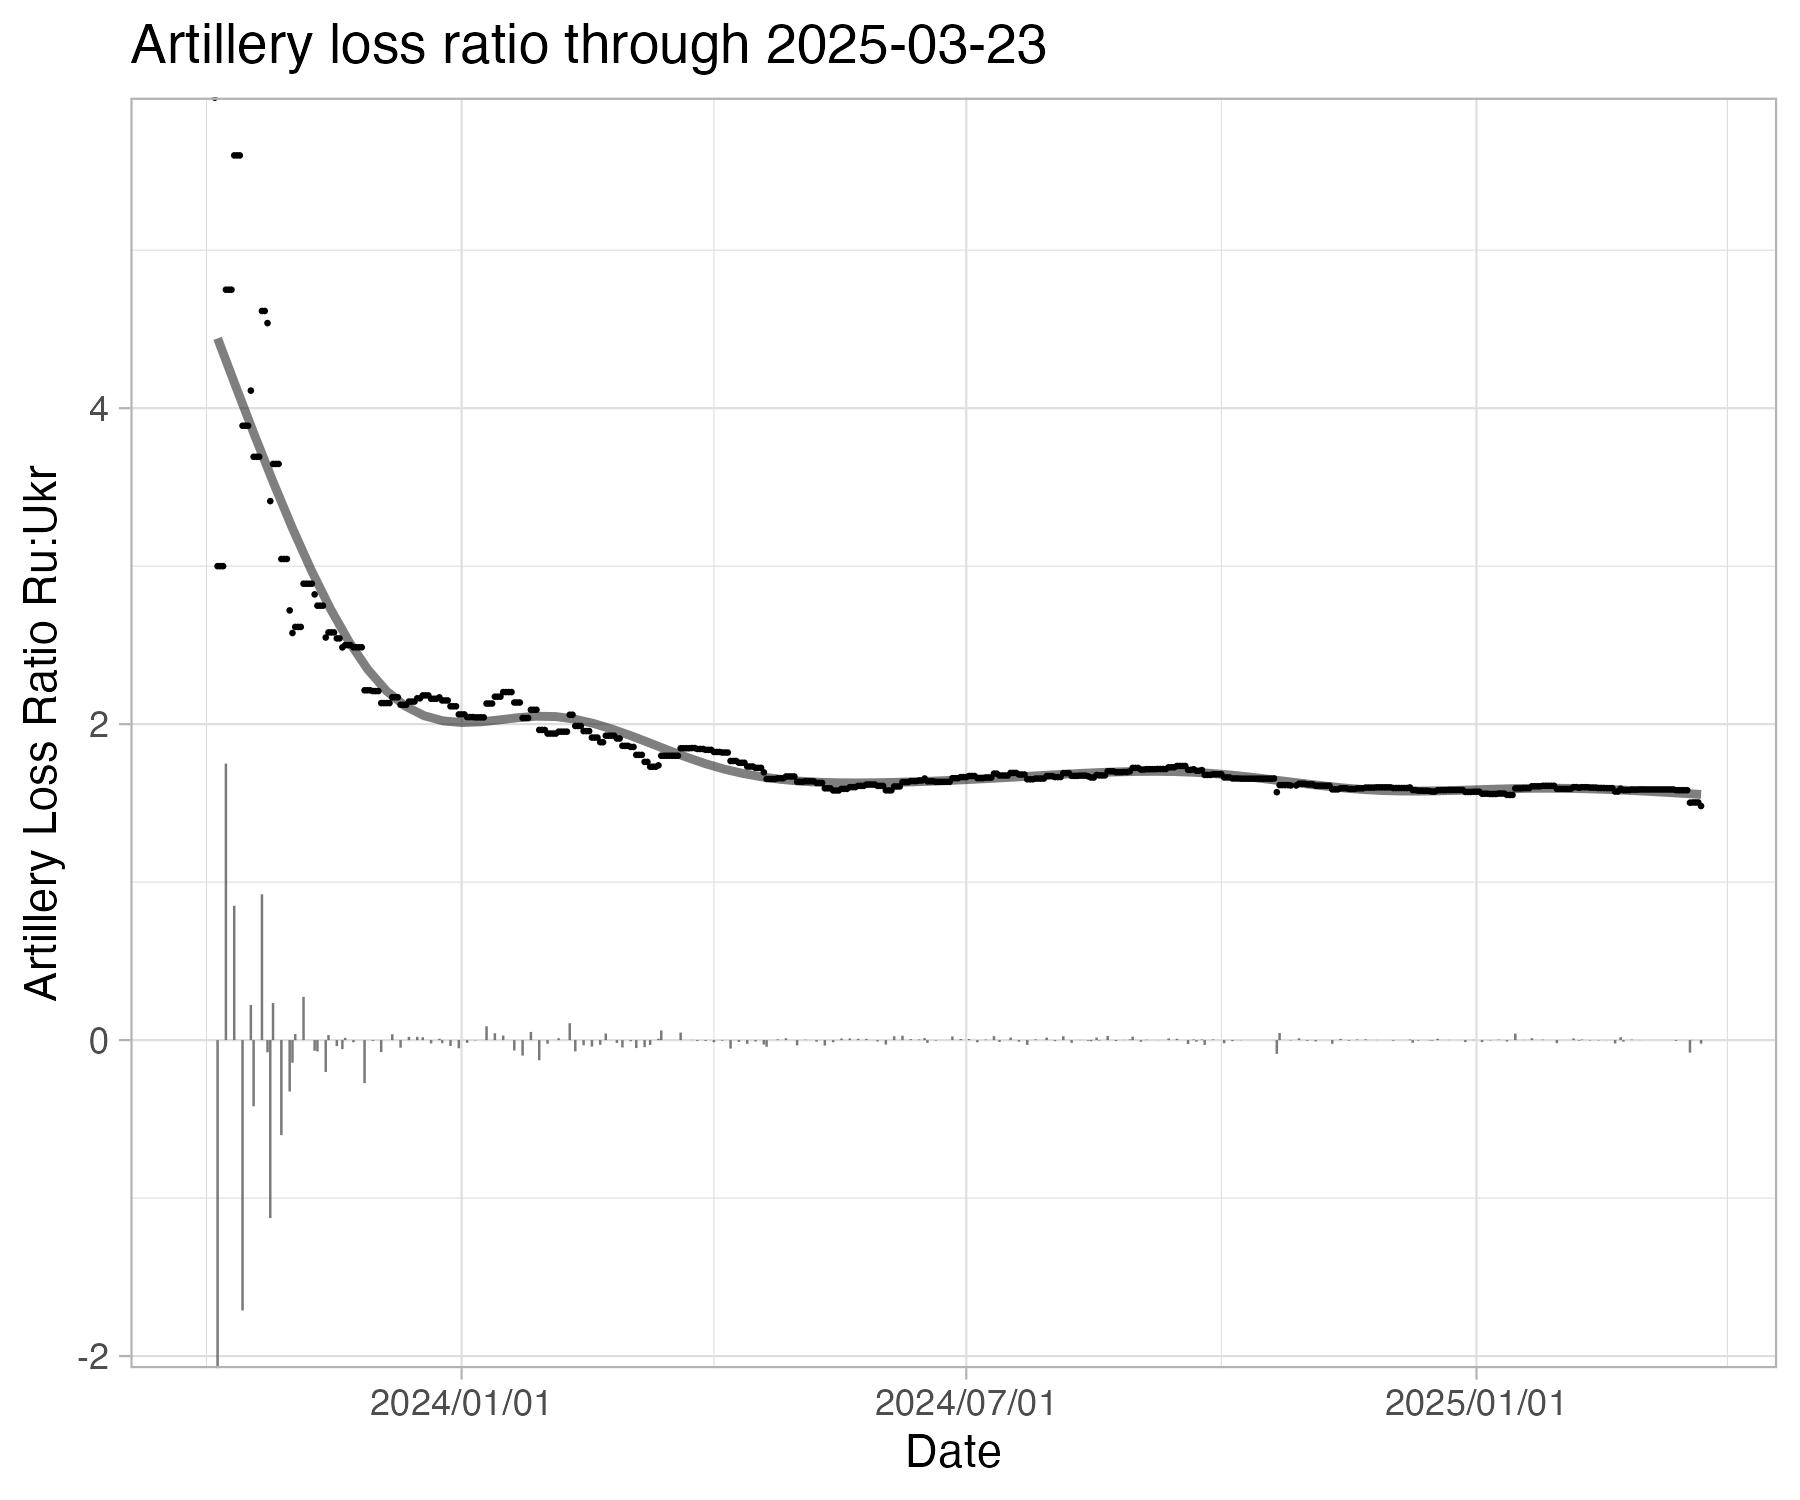 Artillery loss ratio through 2025-03-23
Artillery Loss Ratio Ru:Ukr
4
2
0
-2
2024/01/01
2024/07/01
2025/01/01
Date